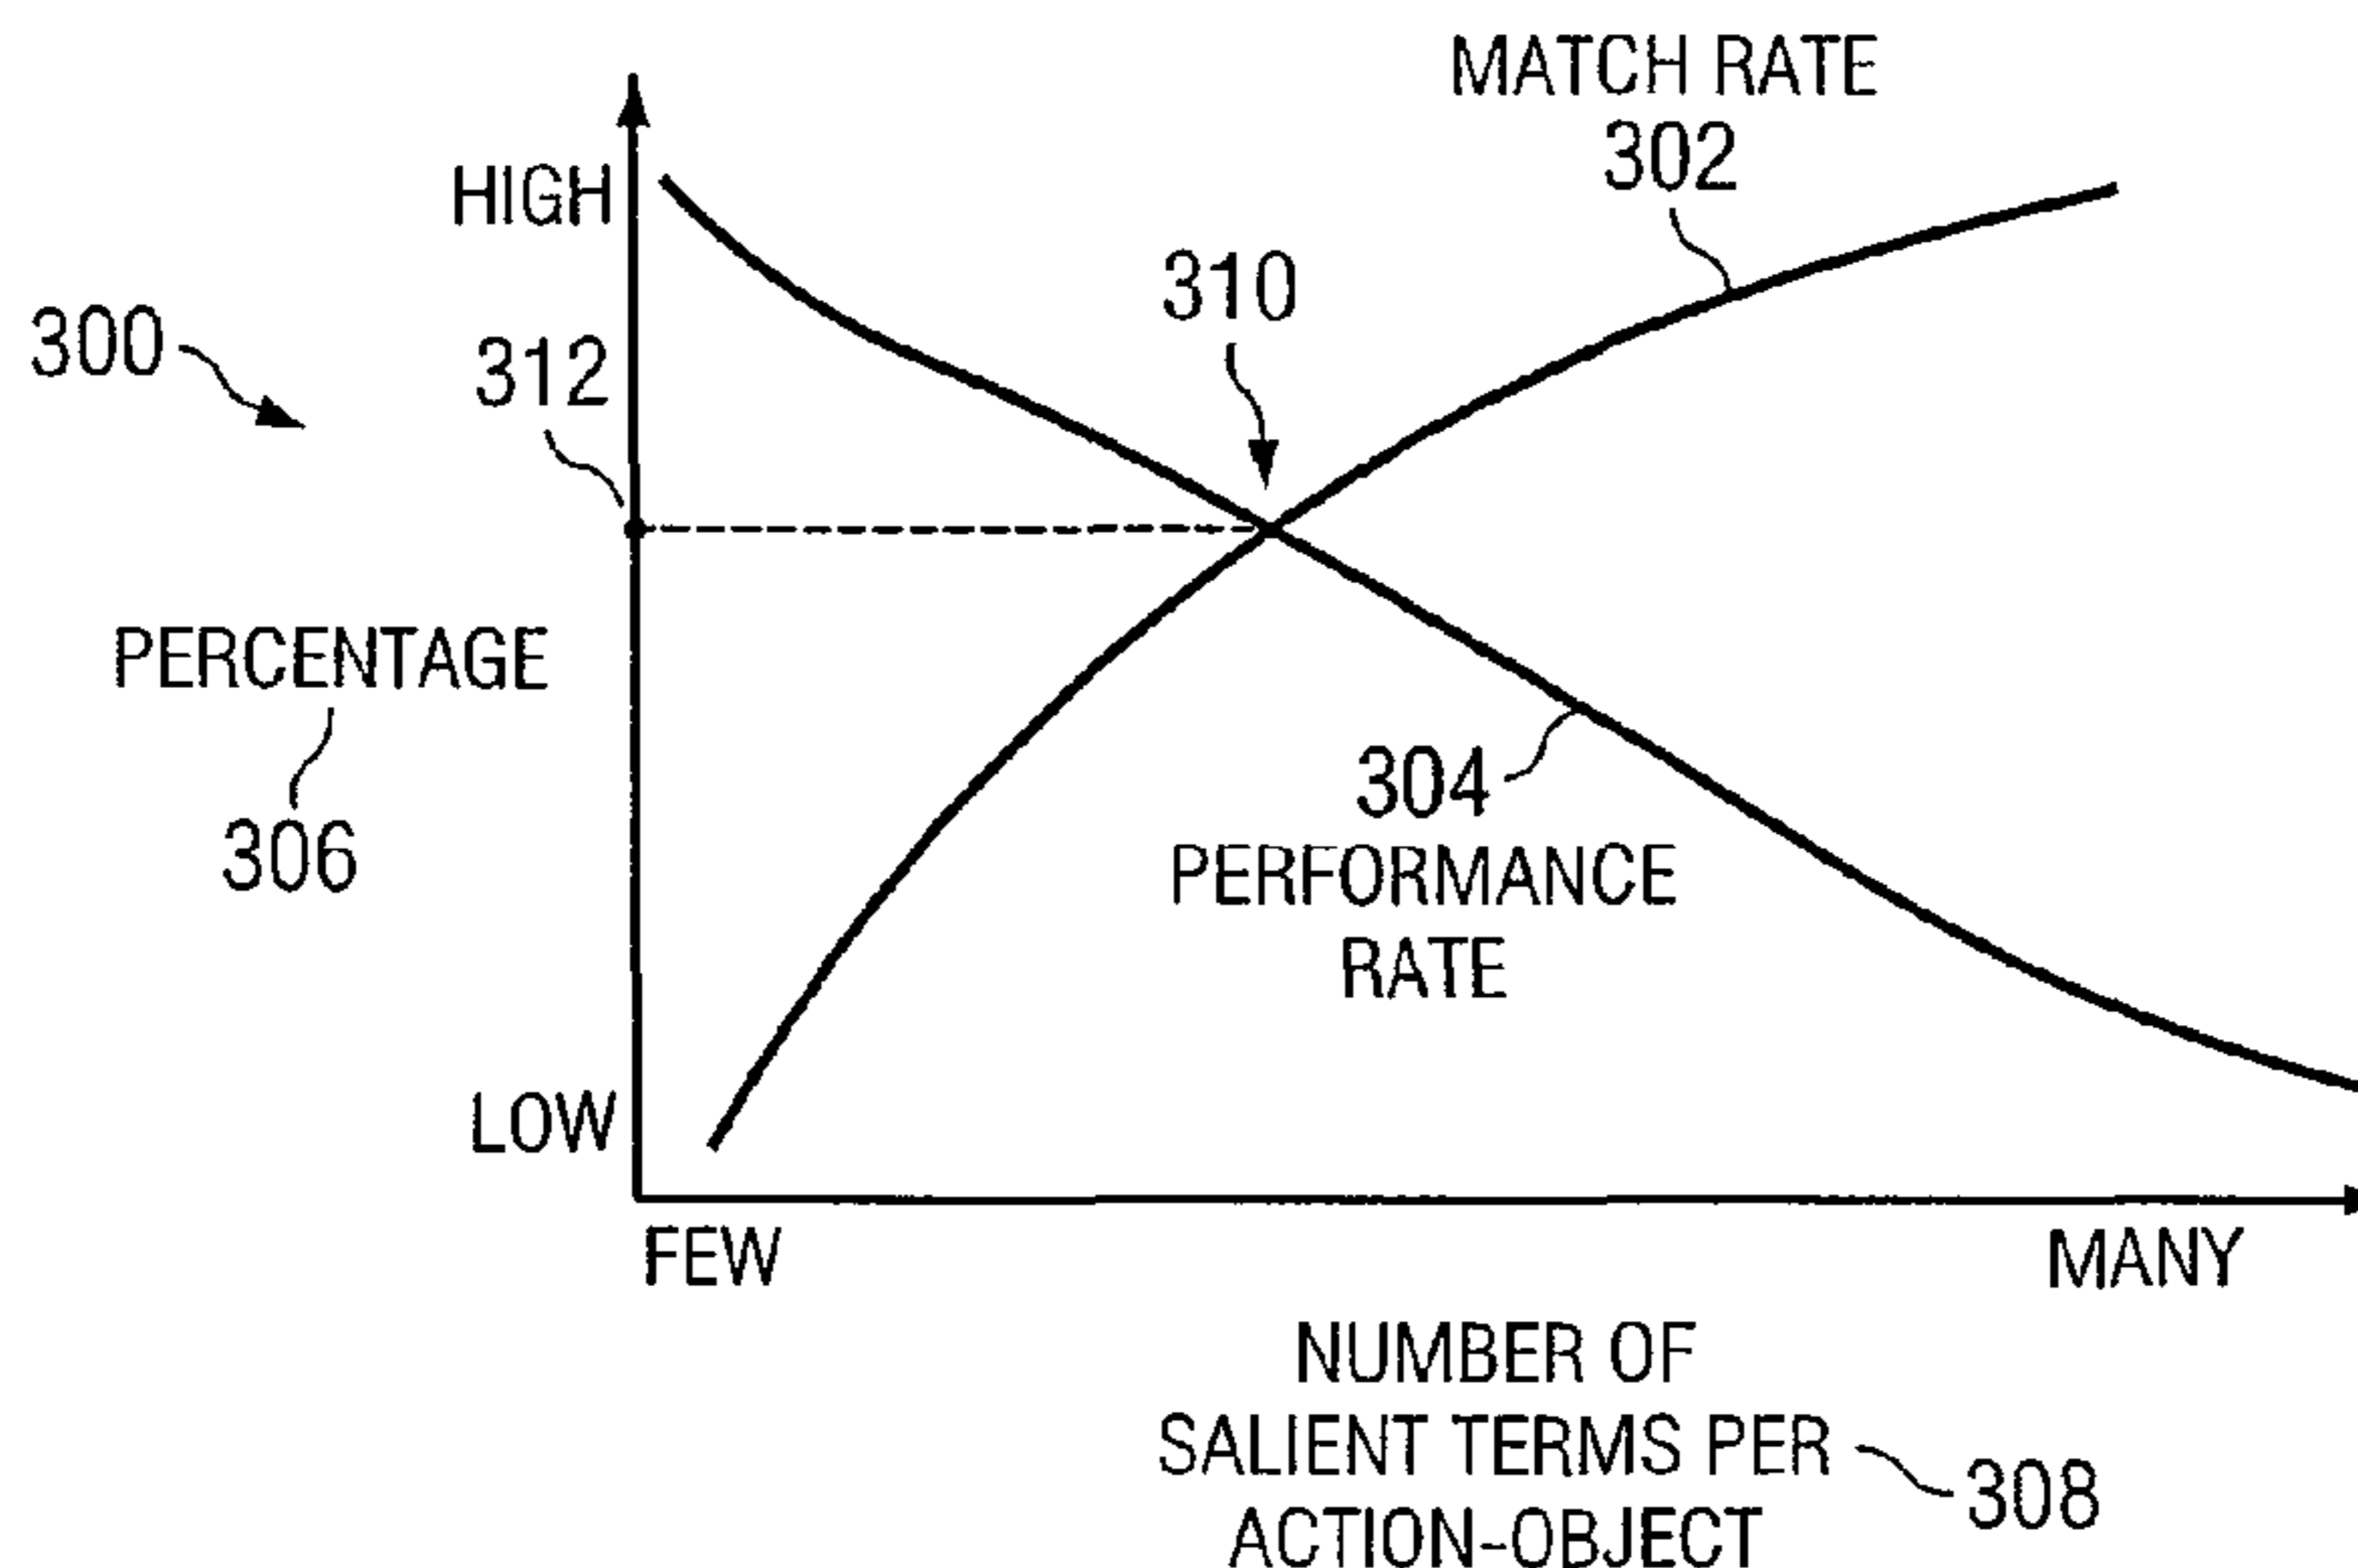 MATCH RATE
302
HIGH
310
300
312
PERCENTAGE
306
304
PERFORMANCE
RATE
LOW
FEW
MANY
NUMBER OF
SALIENT TERMS PER
308
ACTION-OBJECT